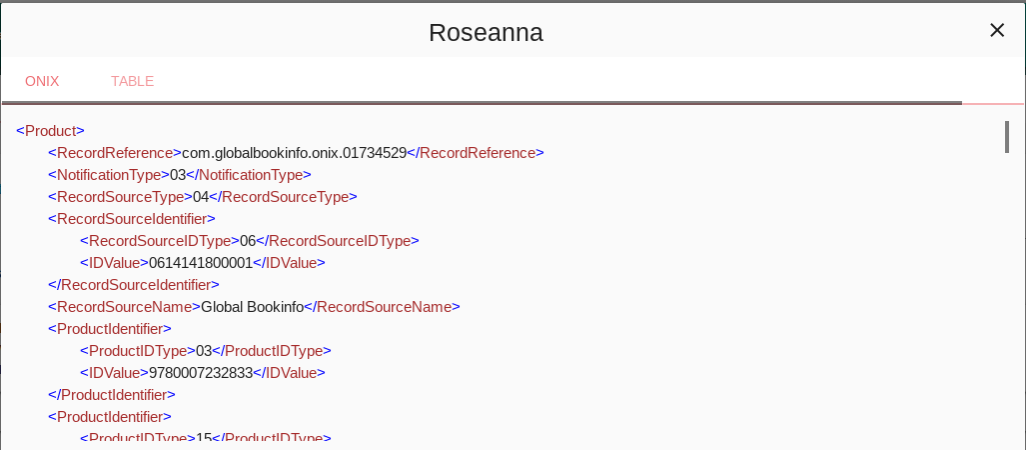 Roseanna
ONIX TABLE
<Product>
<RecordReference>com.globalbookinfo.onix.01734529</RecordReference>
<NotificationType>03</NotificationType>
<RecordSourceType>04</RecordSourceType>
<RecordSourceIdentifier>
<RecordSourceIDType>06</RecordSourceIDType>
<IDValue>0614141800001</IDValue>
</RecordSourceIdentifier>
<RecordSourceName>Global Bookinfo</RecordSourceName>
<ProductIdentifier>
<ProductIDType>03</ProductIDType>
<IDValue>9780007232833</IDValue>
</ProductIdentifier>
<ProductIdentifier>
<ProductIDType>15</ProductIDType>